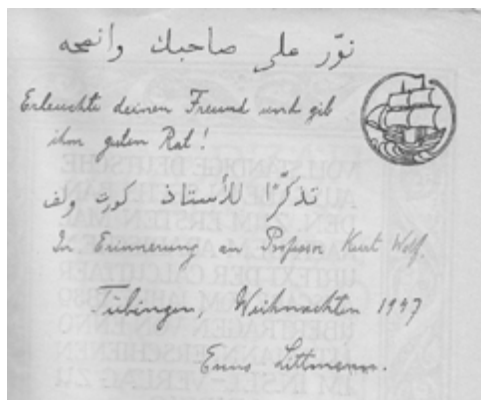 نوّر على صاحبك وانصحه
Erleuchte deinen Freund und gib
ihm guten Rat!
تذكّرًا للأستاذ كورت ولف
In Erinnerung an Professor Kurt Wolf.
Tübingen, Weihnachten 1947
Enno Littmann.